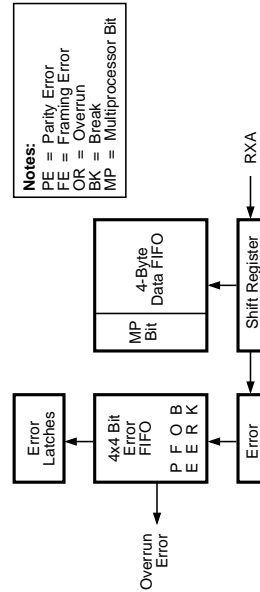 Notes:
PE = Parity Error
FE = Framing Error
OR = Overrun
BK = Break
MP = Multiprocessor Bit
Error
Latches
4x4 Bit
Error
FIFO
P F O B
E E R K
Overrun
Error
MP
Bit
4-Byte
Data FIFO
Error
Shift Register
RXA